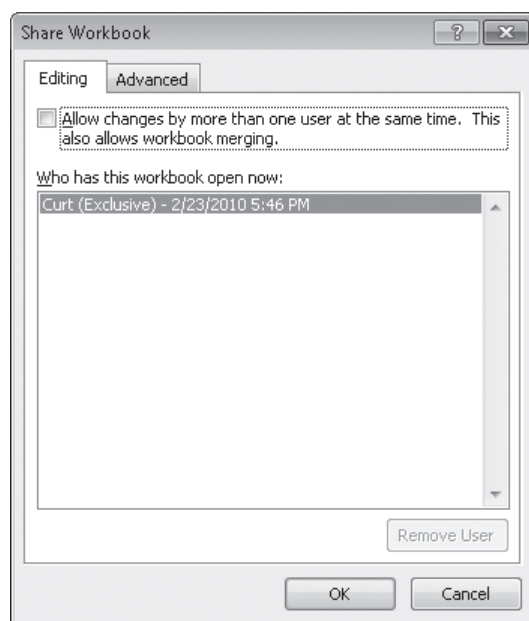 Share Workbook
Editing
Advanced
Allow changes by more than one user at the same time. This
also allows workbook merging.
Who has this workbook open now:
Curt (Exclusive) - 2/23/2010 5:46 PM
Remove User
OK
Cancel